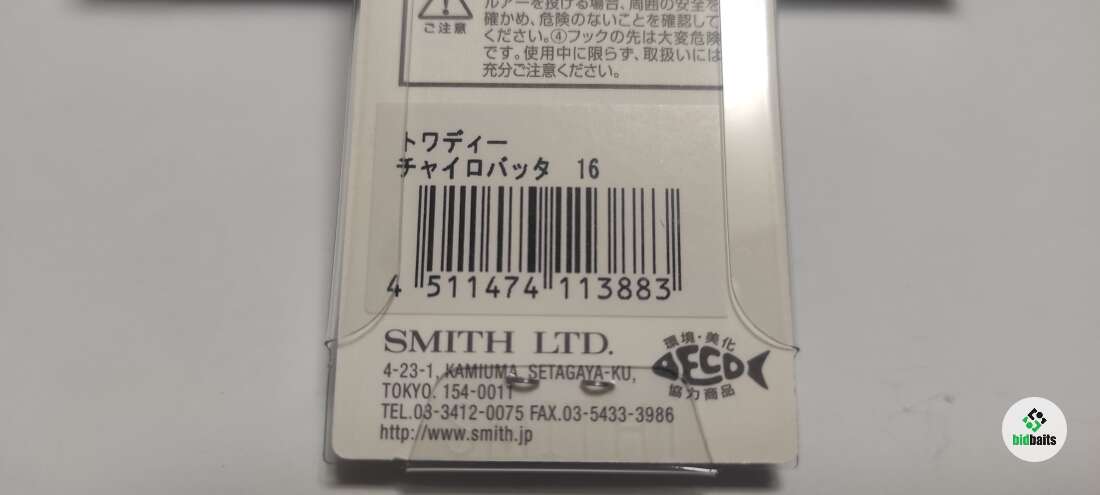 ルアーを投げる場合、周囲の安全を
確かめ、危険のないことを確認して
ください。④フックの先は大変危険
です。使用中に限らず、取扱いには
充分ご注意ください。
ご注意
トワディー
チャイロバッタ 16
4 511474 113883
SMITH LTD.
4-23-1, KAMIUMA, SETAGAYA-KU,
TOKYO. 154-0011
TEL.03-3412-0075 FAX.03-5433-3986
http://www.smith.jp
環境・美化
ECO
協力商品
bidbaits